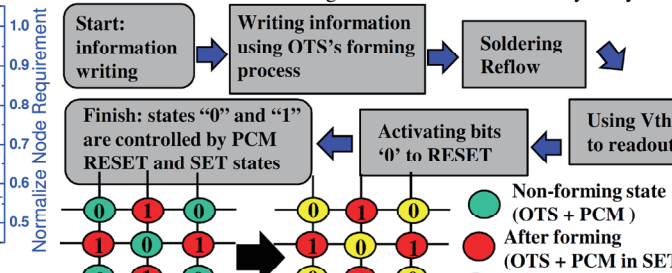 Start:
information
writing
Writing information
using OTS's forming
process
Soldering
Reflow
Using Vth
to readout
Activating bits
'0' to RESET
Finish: states "0" and "1"
are controlled by PCM
RESET and SET states
Normalize Node Requirement
1.0
0.9
0.8
0.7
0.6
0.5
0 1 0
1 0 1
0 1 0
1 0 1
Non-forming state
(OTS + PCM )
After forming
(OTS + PCM in SE